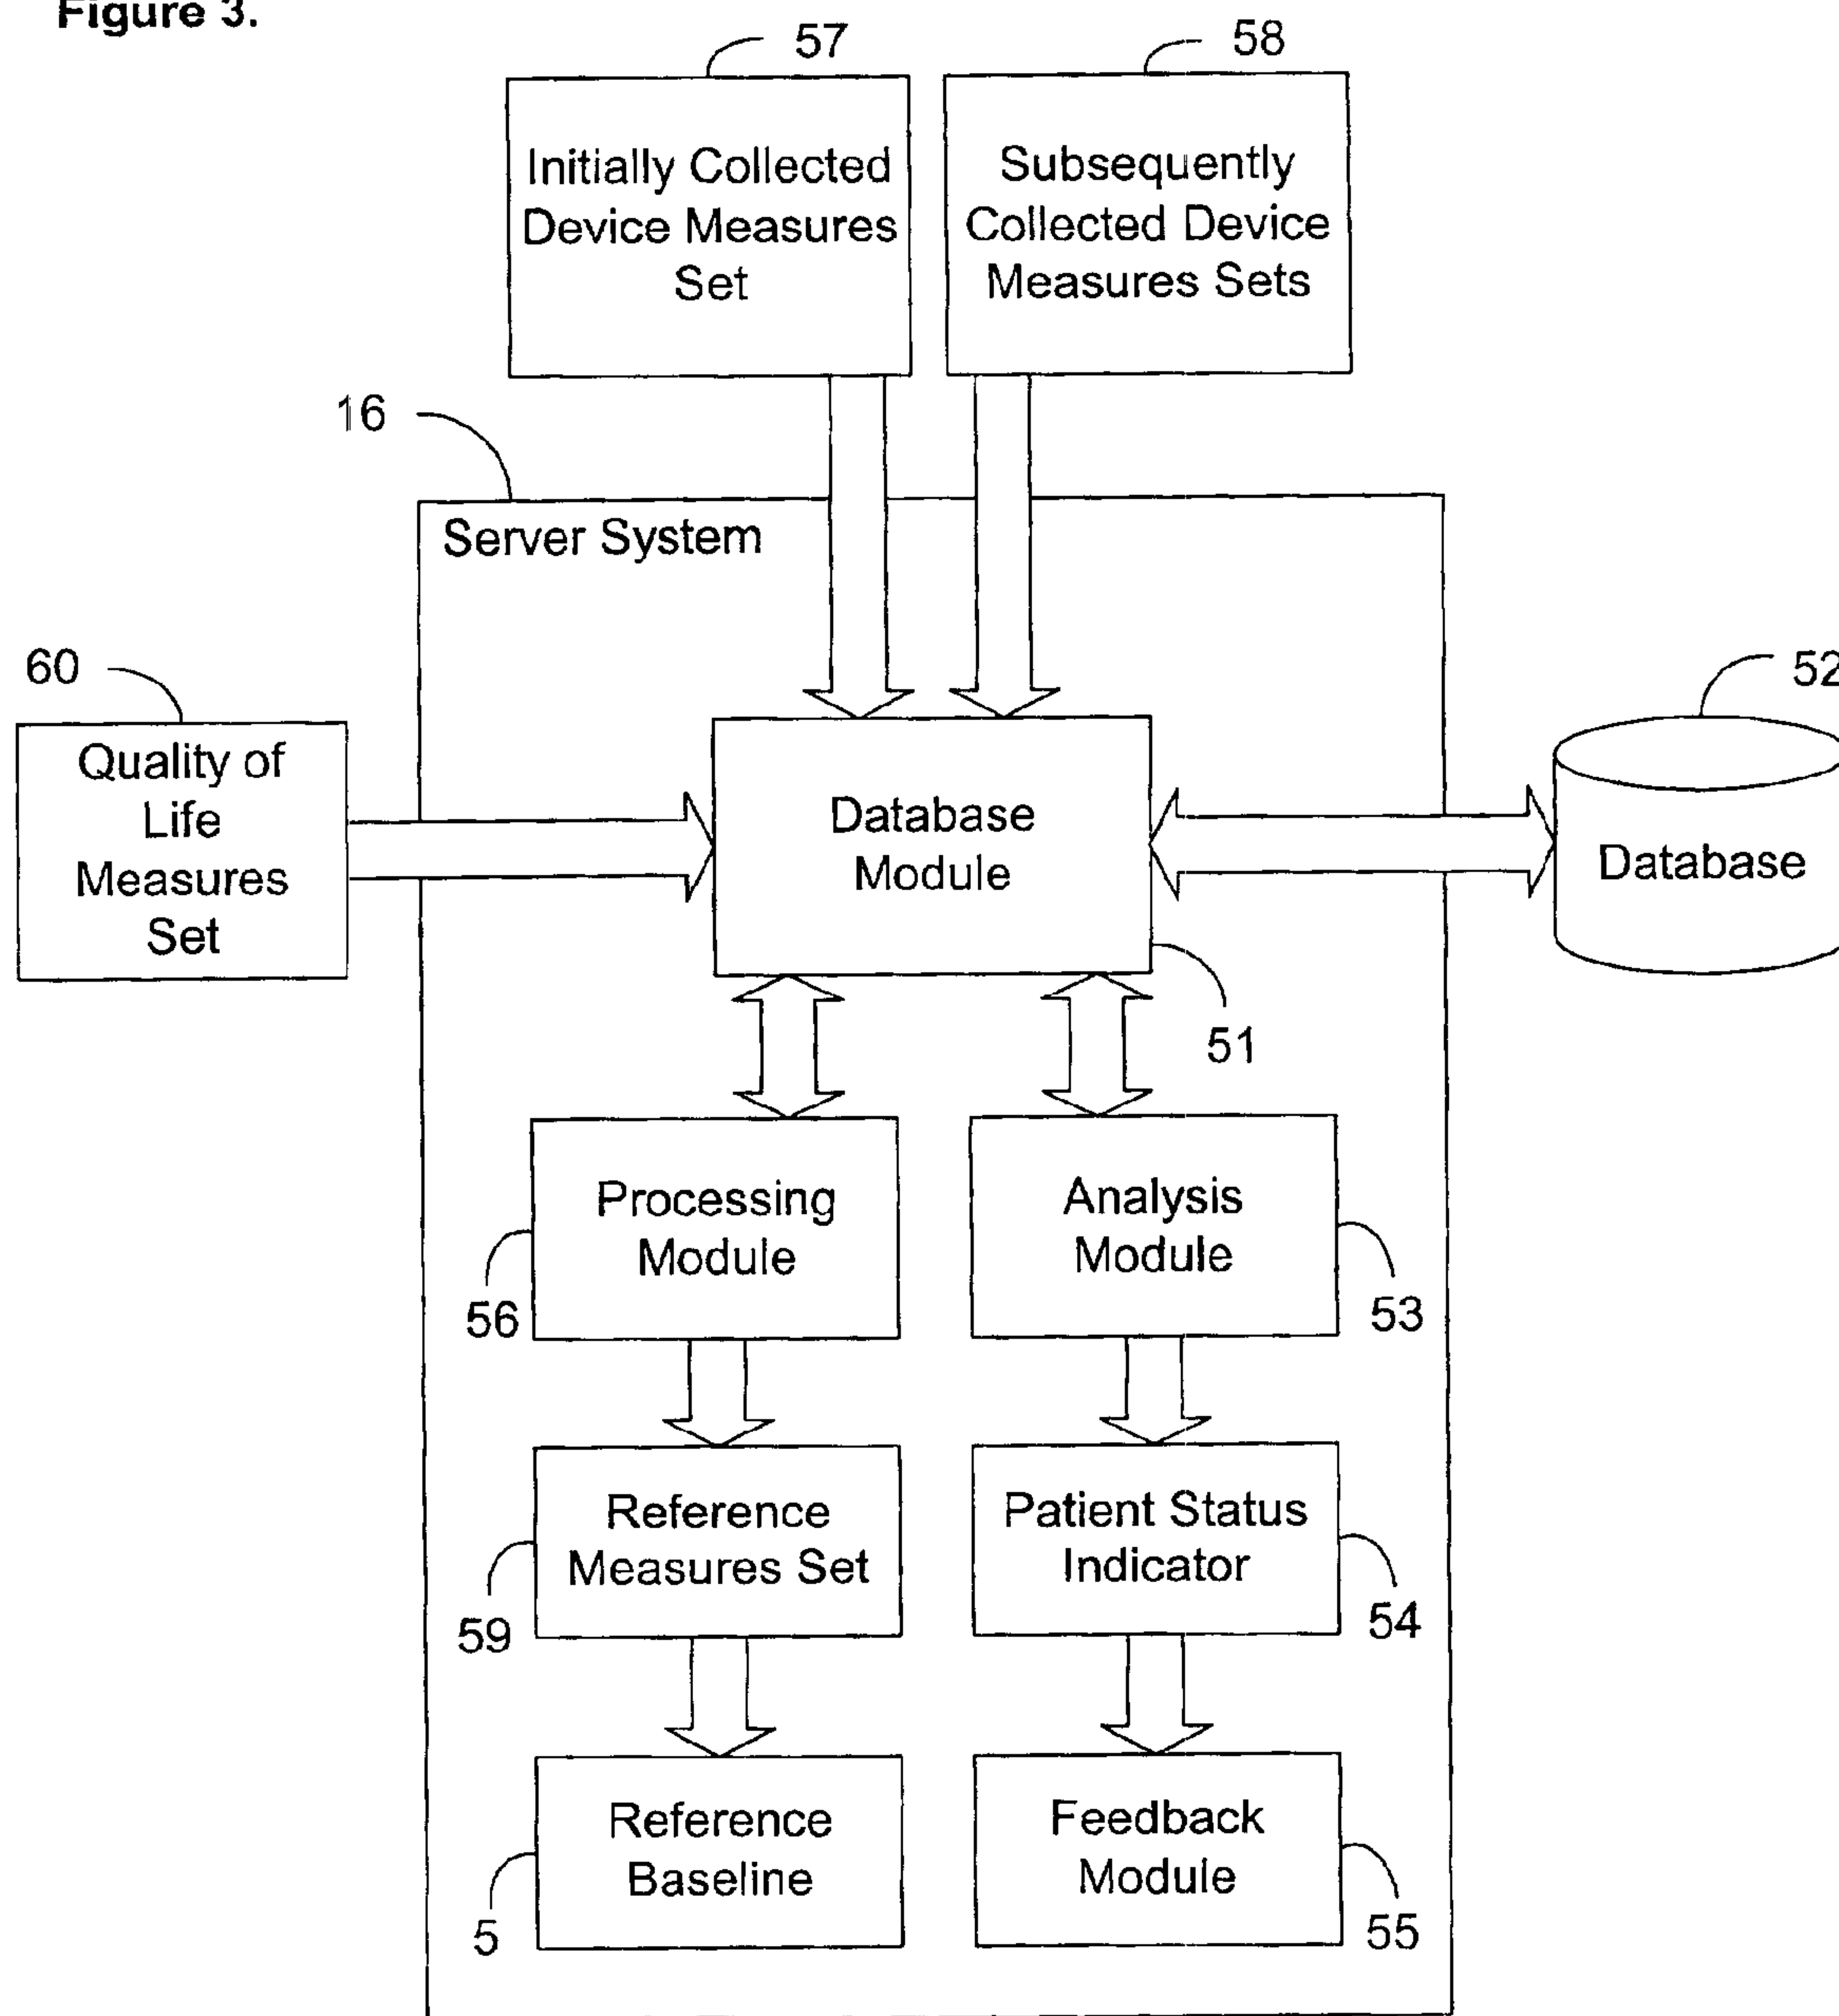 Figure 3.
57
58
Initially Collected
Device Measures
Set
Subsequently
Collected Device
Measures Sets
16
Server System
60
52
Quality of
Life
Measures
Set
Database
Module
Database
51
Processing
Module
Analysis
Module
56
53
Reference
Measures Set
Patient Status
Indicator
59
54
Reference
Baseline
Feedback
Module
5
55